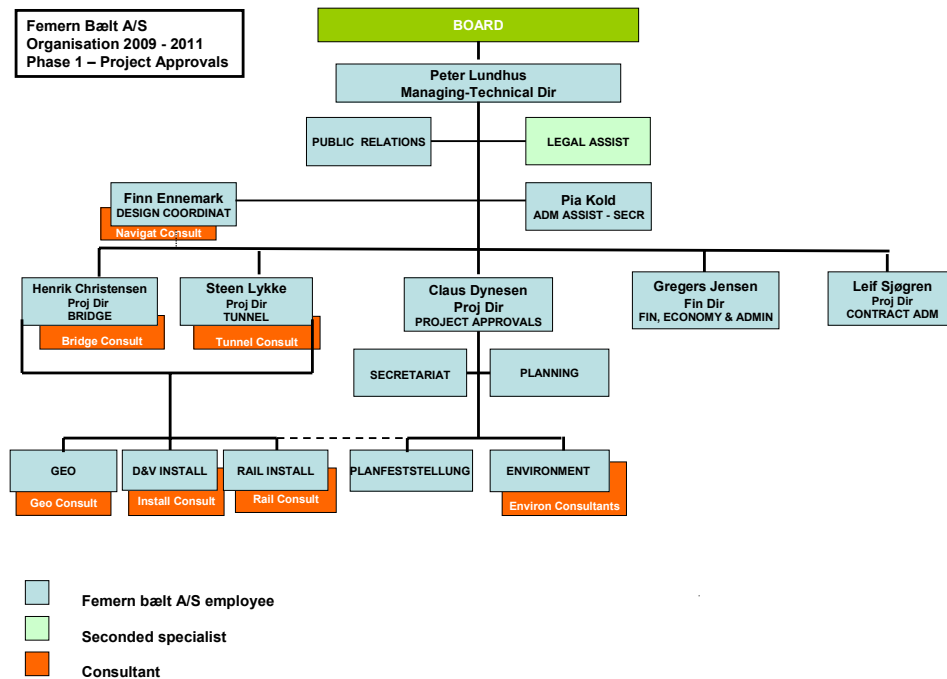 Femern Bælt A/S
Organisation 2009 - 2011
Phase 1 – Project Approvals
BOARD
Peter Lundhus
Managing-Technical Dir
PUBLIC RELATIONS
LEGAL ASSIST
Finn Ennemark
DESIGN COORDINAT
Navigat Consult
Pia Kold
ADM ASSIST - SECR
Henrik Christensen
Proj Dir
BRIDGE
Bridge Consult
Steen Lykke
Proj Dir
TUNNEL
Tunnel Consult
Claus Dynesen
Proj Dir
PROJECT APPROVALS
Gregers Jensen
Fin Dir
FIN, ECONOMY & ADMIN
Leif Sjøgren
Proj Dir
CONTRACT ADM
SECRETARIAT
PLANNING
GEO
Geo Consult
D&V INSTALL
Install Consult
RAIL INSTALL
Rail Consult
PLANFESTSTELLUNG
ENVIRONMENT
Environ Consultants
Femern bælt A/S employee
Seconded specialist
Consultant